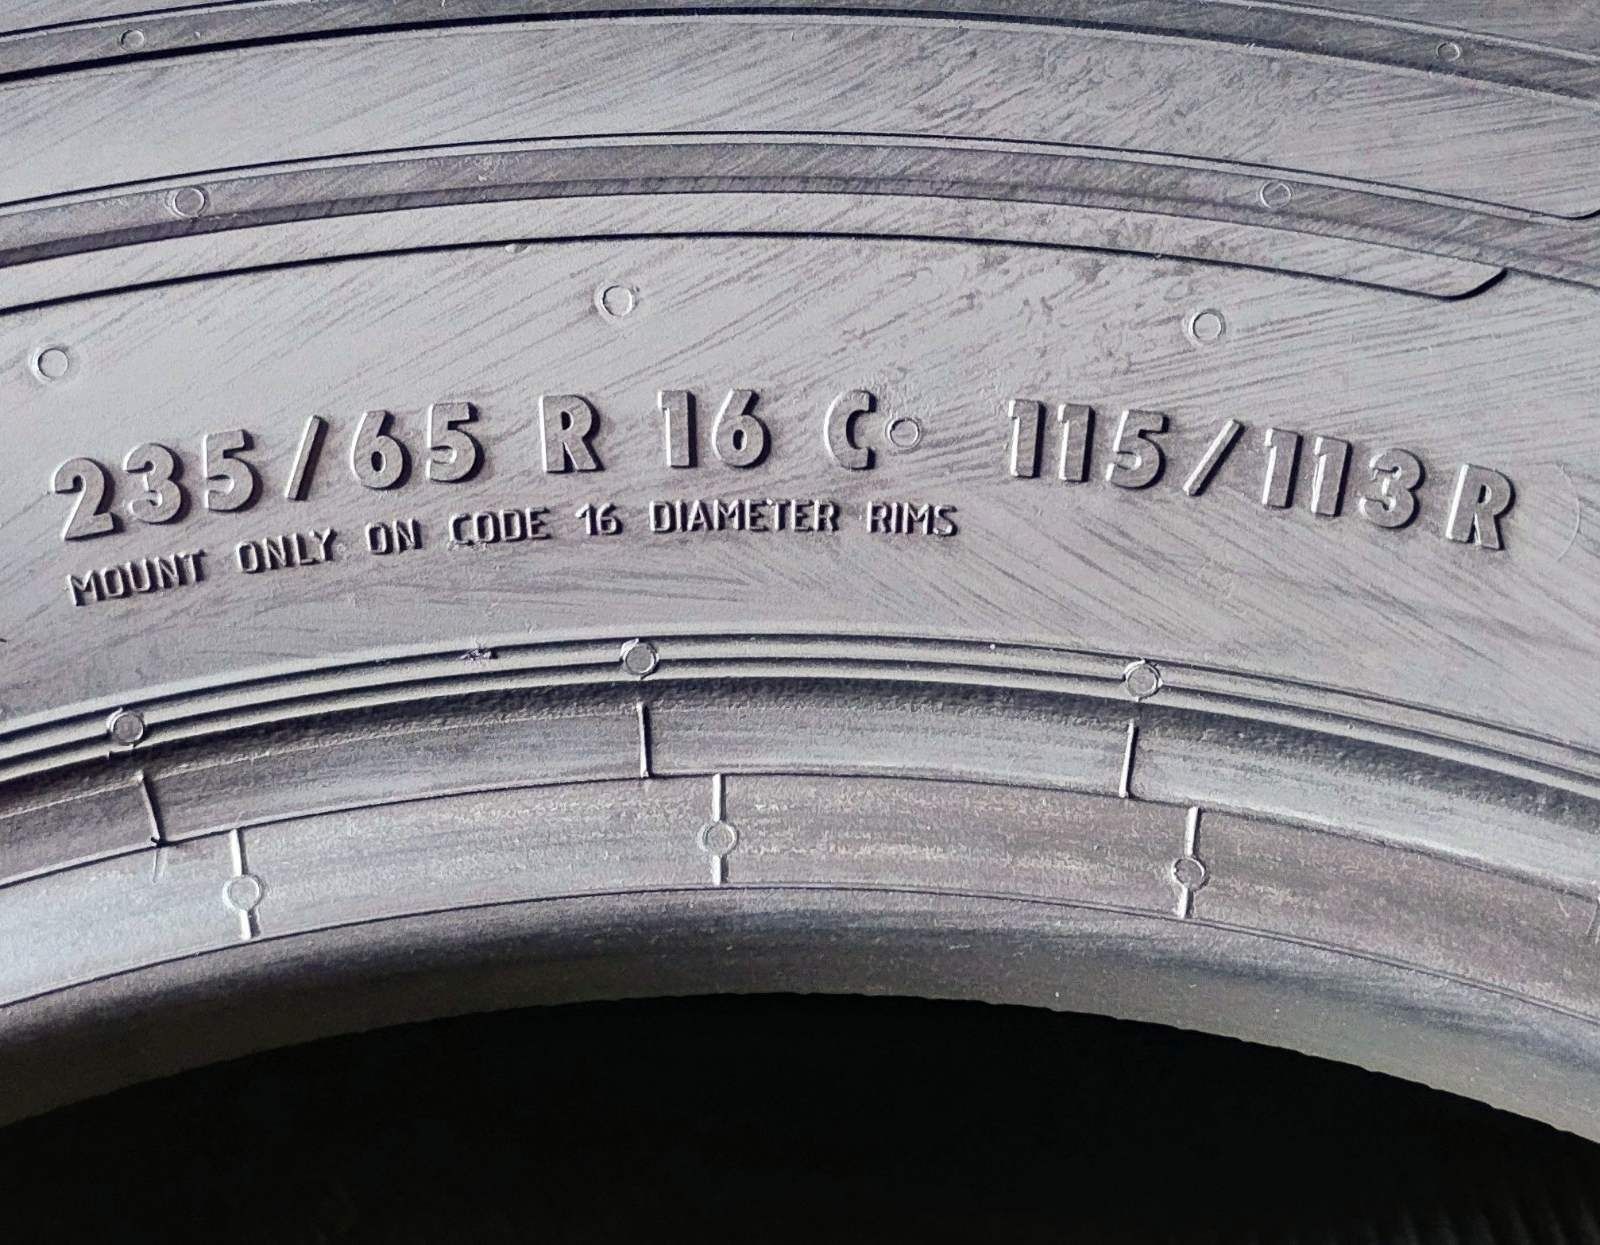 235/65 R 16 C 115/113 R
MOUNT ONLY ON CODE 16 DIAMETER RIMS